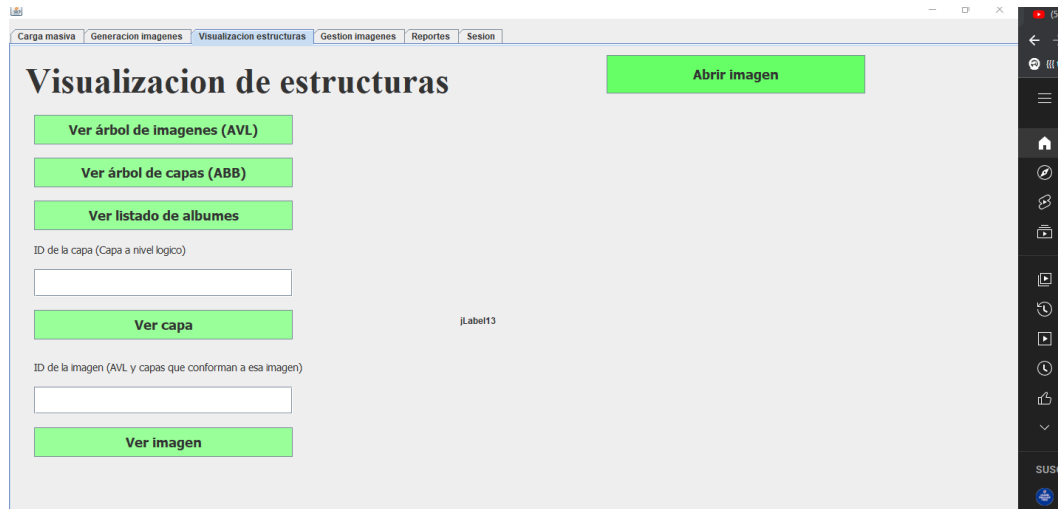 Carga masiva Generacion imagenes Visualizacion estructuras Gestion imagenes Reportes Sesion
Visualizacion de estructuras
Abrir imagen
Ver árbol de imagenes (AVL)
Ver árbol de capas (ABB)
Ver listado de albumes
ID de la capa (Capa a nivel logico)
jLabel13
Ver capa
ID de la imagen (AVL y capas que conforman a esa imagen)
Ver imagen